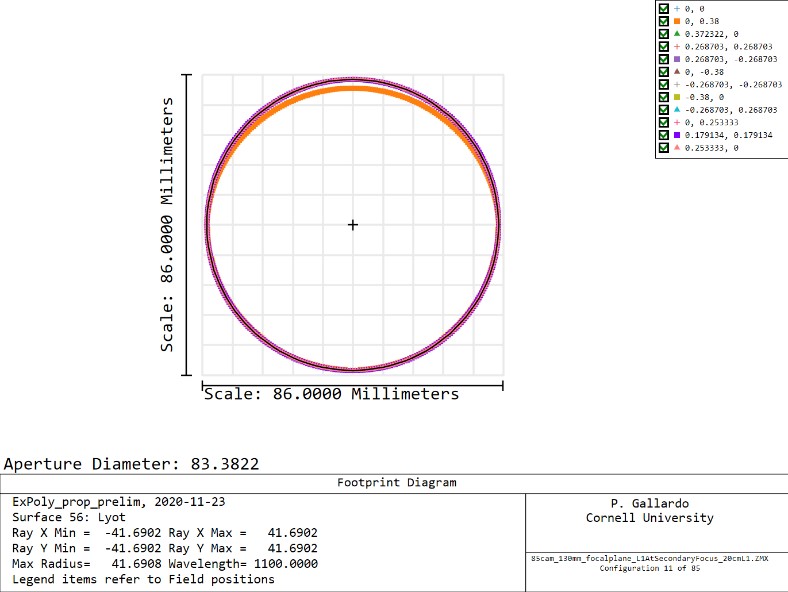 0, 0
0, 0.38
0.372322, 0
0.268703, 0.268703
0.268703, -0.268703
0, -0.38
-0.268703, -0.268703
-0.38, 0
-0.268703, 0.268703
0, 0.253333
0.179134, 0.179134
0.253333, 0
Scale: 86.0000 Millimeters
Scale: 86.0000 Millimeters
Aperture Diameter: 83.3822
Footprint Diagram
ExPoly_prop_prelim, 2020-11-23
Surface 56: Lyot
Ray X Min = -41.6902 Ray X Max = 41.6902
Ray Y Min = -41.6902 Ray Y Max = 41.6902
Max Radius= 41.6908 Wavelength= 1100.0000
Legend items refer to Field positions
P. Gallardo
Cornell University
85cam_130mm_focalplane_L1AtSecondaryFocus_20cmL1.ZMX
Configuration 11 of 85